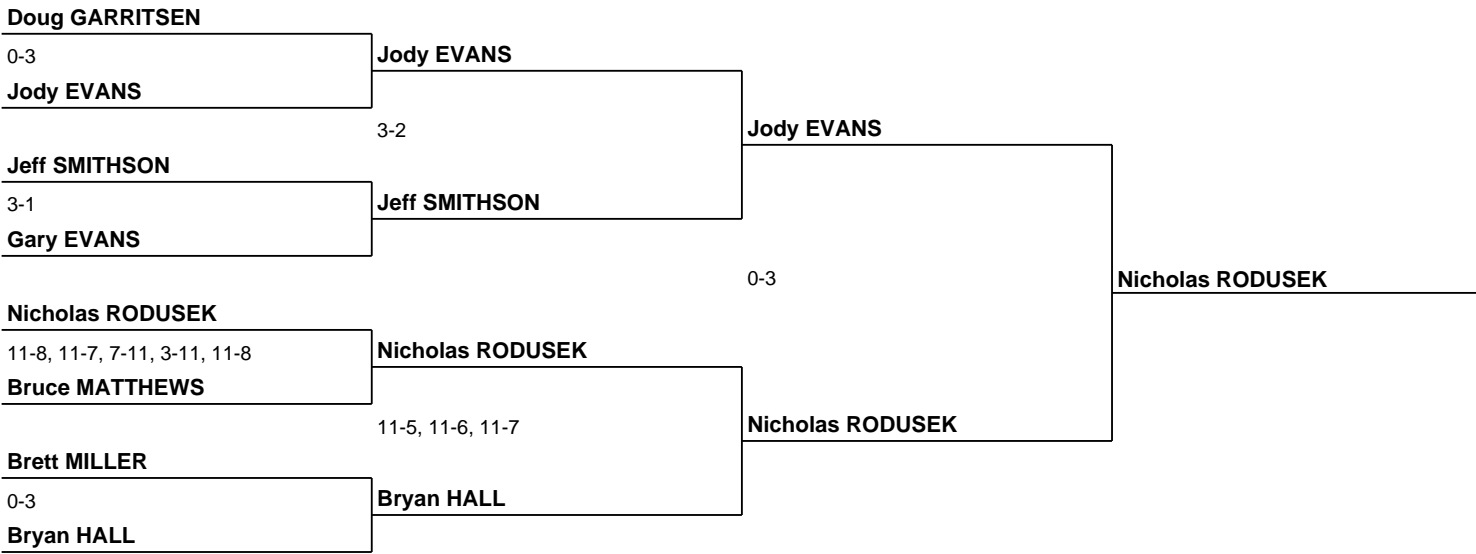 Doug GARRITSEN
0-3
Jody EVANS
Jody EVANS
3-2
Jody EVANS
Jeff SMITHSON
3-1
Jeff SMITHSON
Gary EVANS
0-3
Nicholas RODUSEK
Nicholas RODUSEK
11-8, 11-7, 7-11, 3-11, 11-8
Nicholas RODUSEK
Bruce MATTHEWS
11-5, 11-6, 11-7
Nicholas RODUSEK
Brett MILLER
0-3
Bryan HALL
Bryan HALL